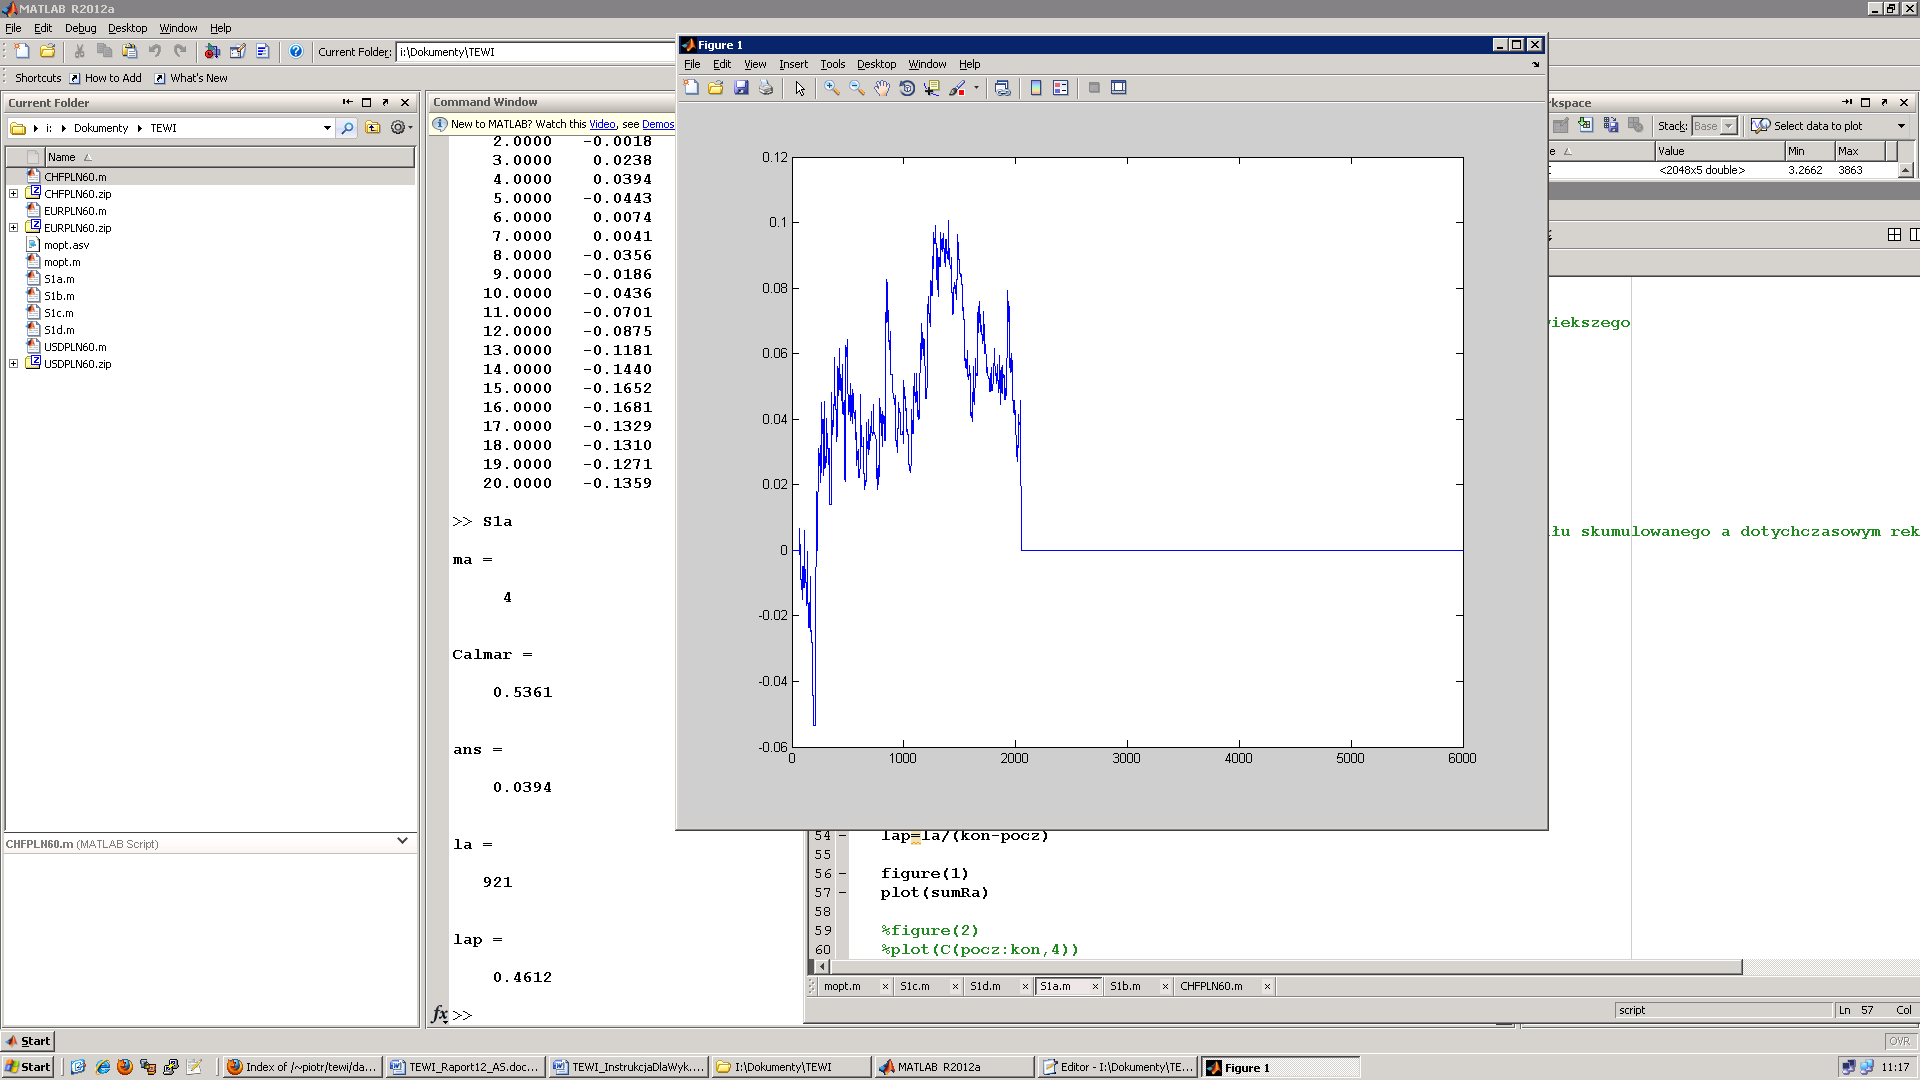 MATLAB R2012a
File Edit Debug Desktop Window Help
Current Folder: i:\Dokumenty\TEWI
Shortcuts How to Add What's New
Current Folder
i: Dokumenty TEWI
Name
CHFPLN60.m
CHFPLN60.zip
EURPLN60.m
EURPLN60.zip
mopt.asv
mopt.m
S1a.m
S1b.m
S1c.m
S1d.m
USDPLN60.m
USDPLN60.zip
CHFPLN60.m (MATLAB Script)
Command Window
New to MATLAB? Watch this Video, see Demos
2.0000 -0.0018
3.0000 0.0238
4.0000 0.0394
5.0000 -0.0443
6.0000 0.0074
7.0000 0.0041
8.0000 -0.0356
9.0000 -0.0186
10.0000 -0.0436
11.0000 -0.0701
12.0000 -0.0875
13.0000 -0.1181
14.0000 -0.1440
15.0000 -0.1652
16.0000 -0.1681
17.0000 -0.1329
18.0000 -0.1310
19.0000 -0.1271
20.0000 -0.1359
>> S1a
ma =
4
Calmar =
0.5361
ans =
0.0394
la =
921
lap =
0.4612
fx >>
Figure 1
File Edit View Insert Tools Desktop Window Help
0.12
0.1
0.08
0.06
0.04
0.02
0
-0.02
-0.04
-0.06
0 1000 2000 3000 4000 5000 6000
kspace
Stack: Base Select data to plot
Value Min Max
<2048x5 double> 3.2662 3863
iekszego
łu skumulowanego a dotychczasowym rek
54 - lap=la/(kon-pocz)
55
56 - figure(1)
57 - plot(sumRa)
58
59 %figure(2)
60 %plot(C(pocz:kon,4))
mopt.m × S1c.m × S1d.m × S1a.m × S1b.m × CHFPLN60.m ×
script Ln 57 Col
Start OVR
Start Index of /~piotr/tewi/da... TEWI_Raport12_AS.doc... TEWI_InstrukcjaDlaWyk... I:\Dokumenty\TEWI MATLAB R2012a Editor - I:\Dokumenty\TE... Figure 1 11:17